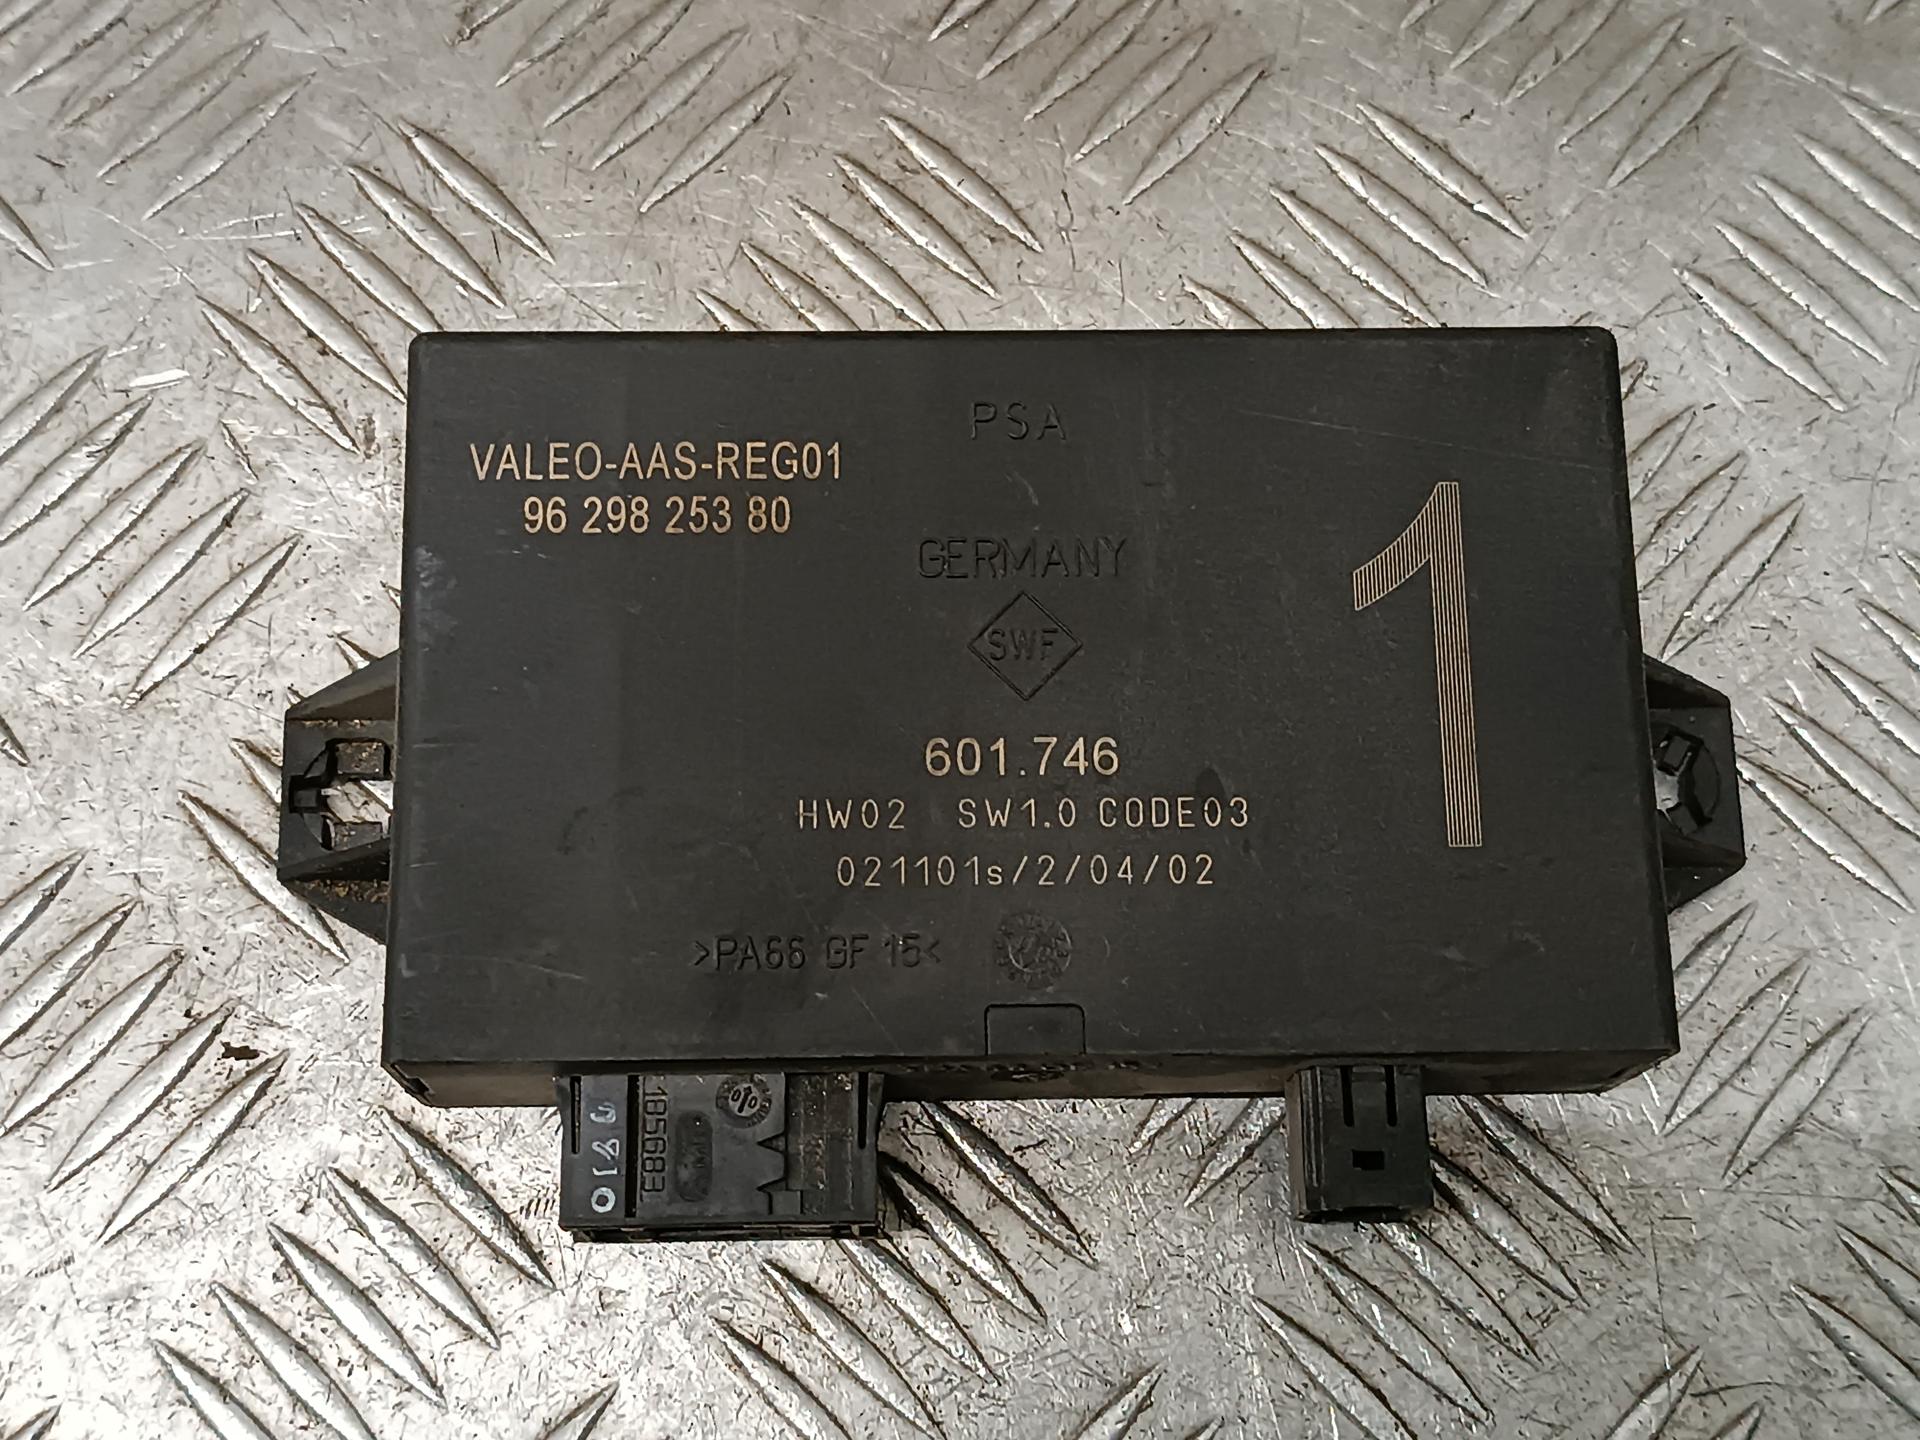 PSA
VALEO-AAS-REG01
96 298 253 80
1
GERMANY
SWF
601.746
HW02 SW1.0 CODE03
021101s/2/04/02
>PA66 GF 15<
185683